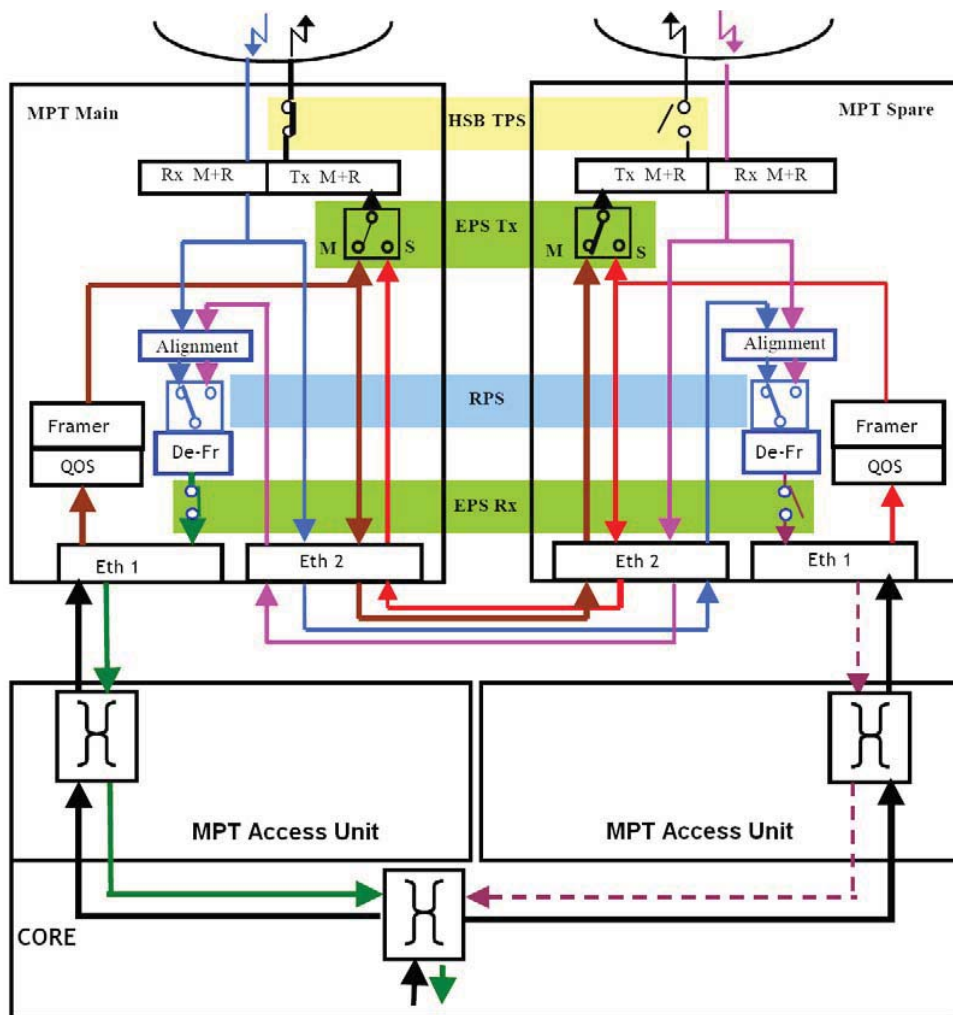 MPT Main
HSB TPS
MPT Spare
Rx M+R
Tx M+R
Tx M+R
Rx M+R
EPS Tx
M
S
M
S
Alignment
Alignment
RPS
Framer
QOS
De-Fr
De-Fr
Framer
QOS
EPS Rx
Eth 1
Eth 2
Eth 2
Eth 1
MPT Access Unit
MPT Access Unit
CORE